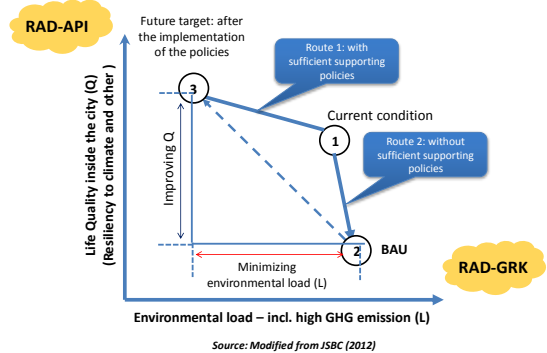 RAD-API
Future target: after
the implementation
of the policies
Route 1: with
sufficient supporting
policies
3
Current condition
1
Route 2: without
sufficient supporting
policies
Life Quality inside the city (Q)
(Resiliency to climate and other )
Improving Q
2
BAU
Minimizing
environmental load (L)
RAD-GRK
Environmental load – incl. high GHG emission (L)
Source: Modified from JSBC (2012)